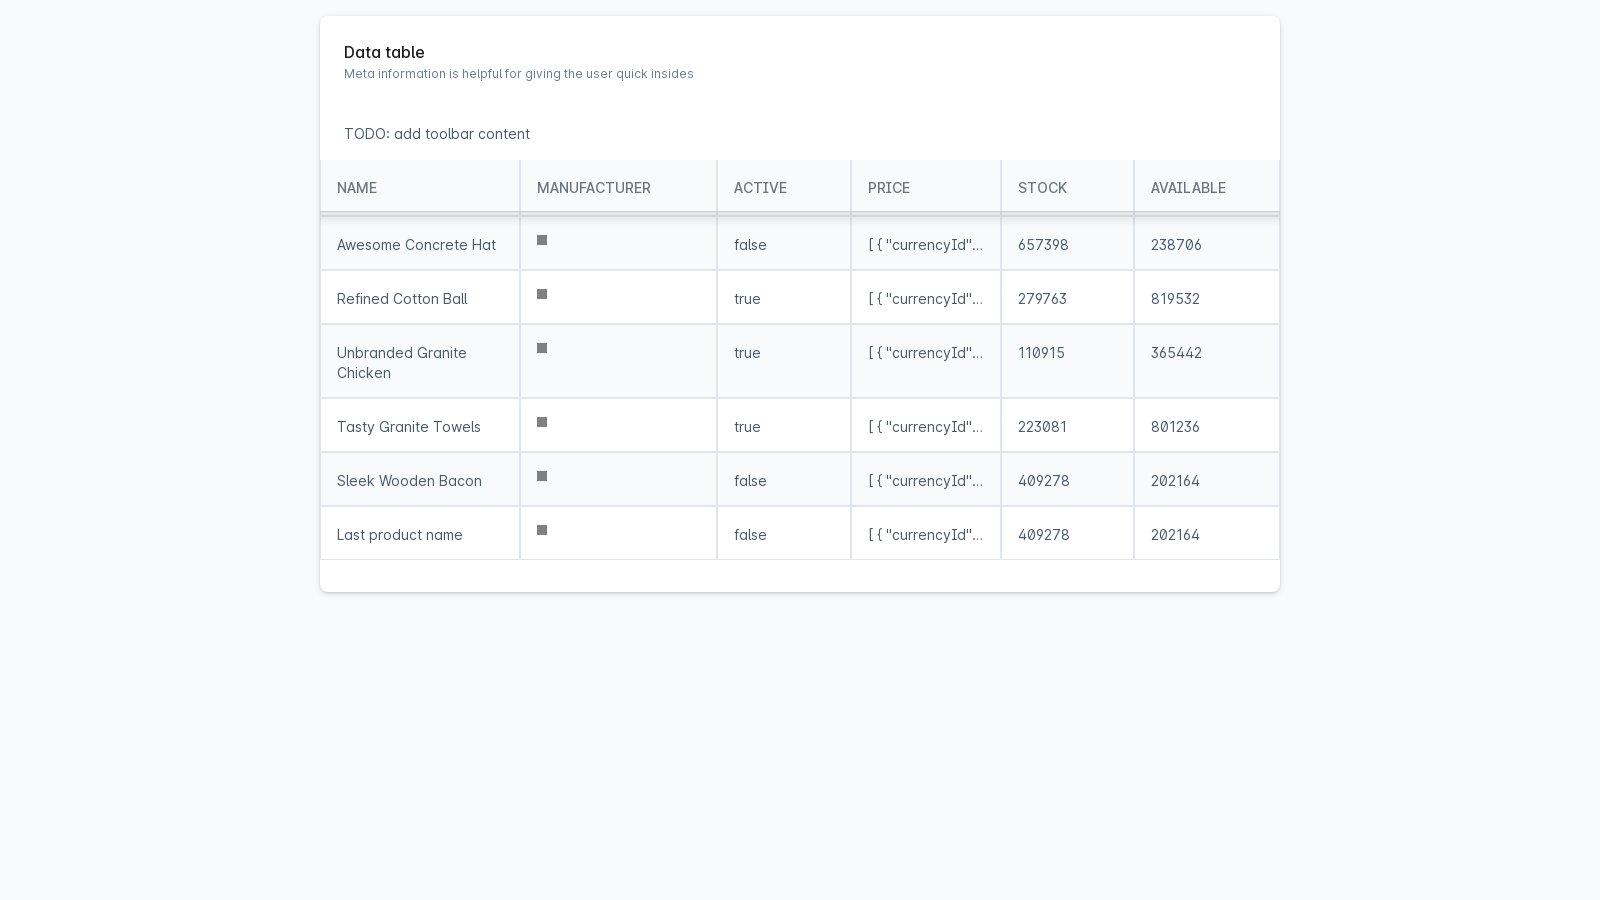 Data table
Meta information is helpful for giving the user quick insides
TODO: add toolbar content
NAME MANUFACTURER ACTIVE PRICE STOCK AVAILABLE
Awesome Concrete Hat false [ { "currencyId"... 657398 238706
Refined Cotton Ball true [ { "currencyId"... 279763 819532
Unbranded Granite true [ { "currencyId"... 110915 365442
Chicken
Tasty Granite Towels true [ { "currencyId"... 223081 801236
Sleek Wooden Bacon false [ { "currencyId"... 409278 202164
Last product name false [ { "currencyId"... 409278 202164